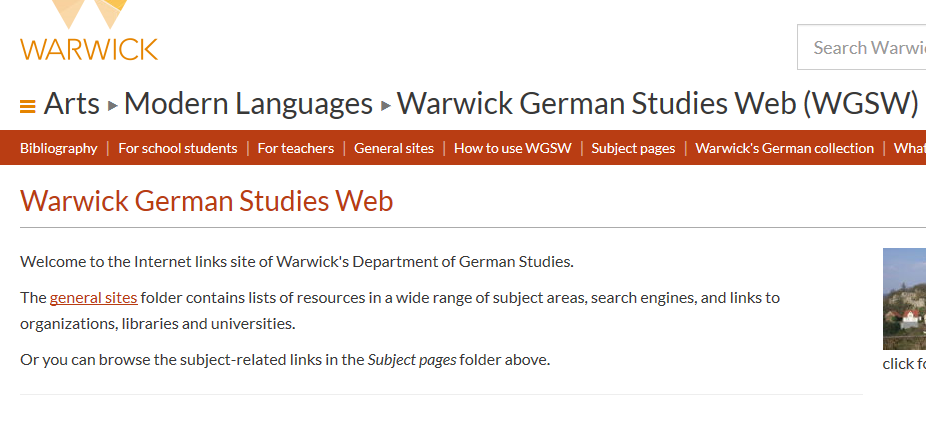 WARWICK
Search Warwi
Arts ▸ Modern Languages ▸ Warwick German Studies Web (WGSW)
Bibliography | For school students | For teachers | General sites | How to use WGSW | Subject pages | Warwick's German collection | What
Warwick German Studies Web
Welcome to the Internet links site of Warwick's Department of German Studies.
The general sites folder contains lists of resources in a wide range of subject areas, search engines, and links to
organizations, libraries and universities.
Or you can browse the subject-related links in the Subject pages folder above.
click fo